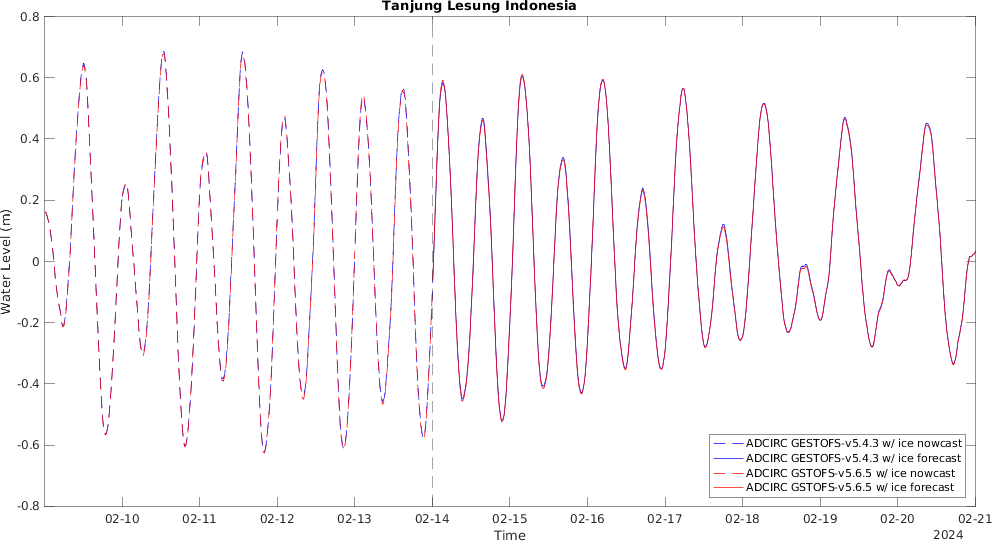 Tanjung Lesung Indonesia
Water Level (m)
0.8
0.6
0.4
0.2
0
-0.2
-0.4
-0.6
-0.8
ADCIRC GESTOFS-v5.4.3 w/ ice nowcast
ADCIRC GESTOFS-v5.4.3 w/ ice forecast
ADCIRC GSTOFS-v5.6.5 w/ ice nowcast
ADCIRC GSTOFS-v5.6.5 w/ ice forecast
02-10 02-11 02-12 02-13 02-14 02-15 02-16 02-17 02-18 02-19 02-20 02-21
Time
2024